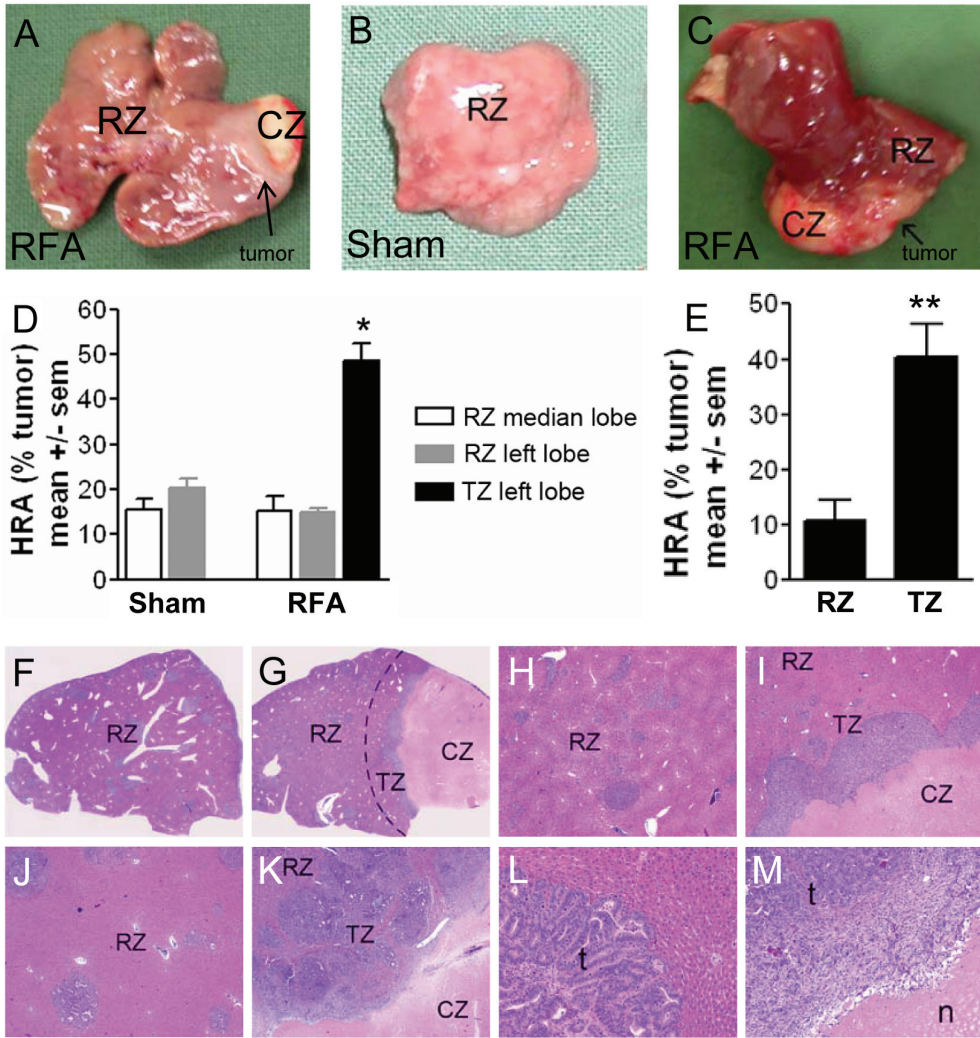 A
RZ
CZ
tumor
RFA
B
RZ
Sham
C
RZ
CZ
tumor
RFA
D
HRA (% tumor)
mean +/- sem
60
50
40
30
20
10
0
*
Sham
RFA
RZ median lobe
RZ left lobe
TZ left lobe
E
HRA (% tumor)
mean +/- sem
50
40
30
20
10
0
**
RZ
TZ
F
RZ
G
RZ
TZ
CZ
H
RZ
I
RZ
TZ
CZ
J
RZ
K
RZ
TZ
CZ
L
t
M
t
n